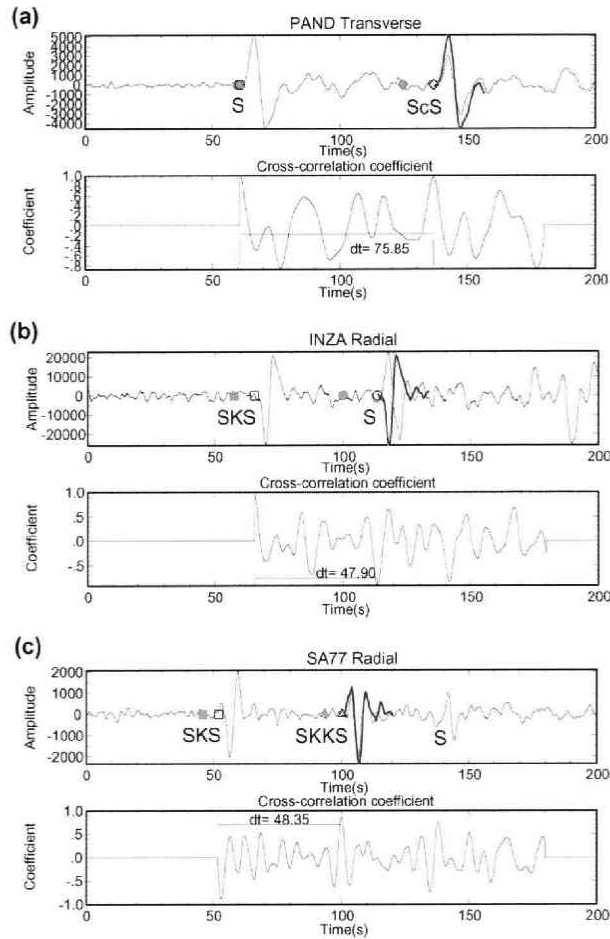 (a)
PAND Transverse
Amplitude
5000
4000
3000
2000
1000
0
-1000
-2000
-3000
-4000
S
ScS
0 50 100 150 200
Time(s)
Cross-correlation coefficient
Coefficient
1.0
.8
.6
.4
.2
.0
-.2
-.4
-.6
-.8
dt= 75.85
0 50 100 150 200
Time(s)
(b)
INZA Radial
Amplitude
20000
10000
0
-10000
-20000
SKS
S
0 50 100 150 200
Time(s)
Cross-correlation coefficient
Coefficient
1.0
.5
0.0
-.5
dt= 47.90
0 50 100 150 200
Time(s)
(c)
SA77 Radial
Amplitude
2000
1000
0
-1000
-2000
SKS
SKKS
S
0 50 100 150 200
Time(s)
Cross-correlation coefficient
Coefficient
1.0
.5
0.0
.5
-1.0
dt= 48.35
0 50 100 150 200
Time(s)